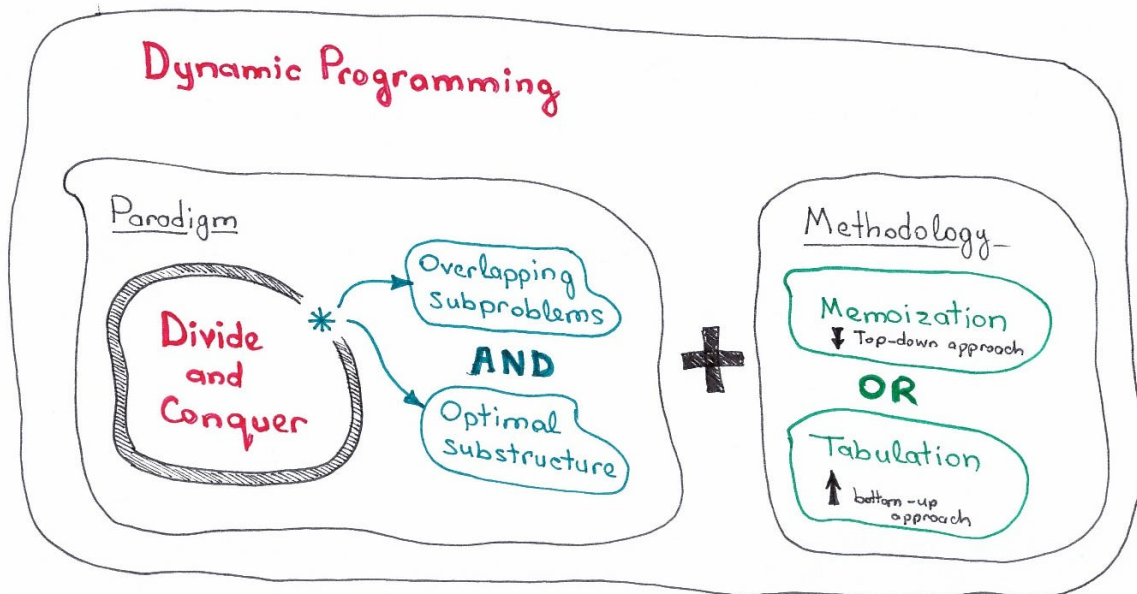 Dynamic Programming
Paradigm
Divide
and
Conquer
*
Overlapping
subproblems
AND
Optimal
substructure
+
Methodology
Memoization
Top-down approach
OR
Tabulation
bottom-up
approach